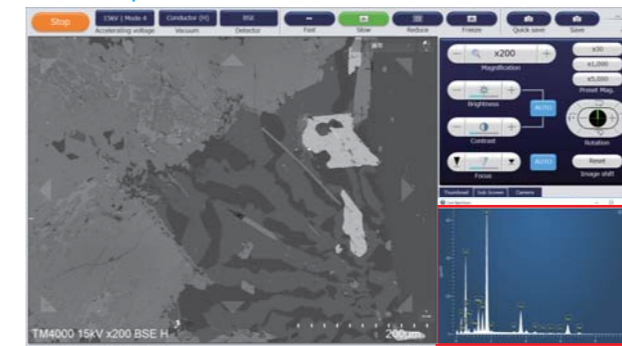 Stop
15kV | Mode 4
Accelerating voltage
Conductor (H)
Vacuum
BSE
Detector
Fast
Slow
Reduce
Freeze
Quick save
Save
x200
Magnification
x30
x1,000
x5,000
Preset Mag.
Brightness
AUTO
Contrast
Rotation
Focus
AUTO
Reset
Image shift
Thumbnail
Sub Screen
Camera
TM4000 15kV x200 BSE H
200μm